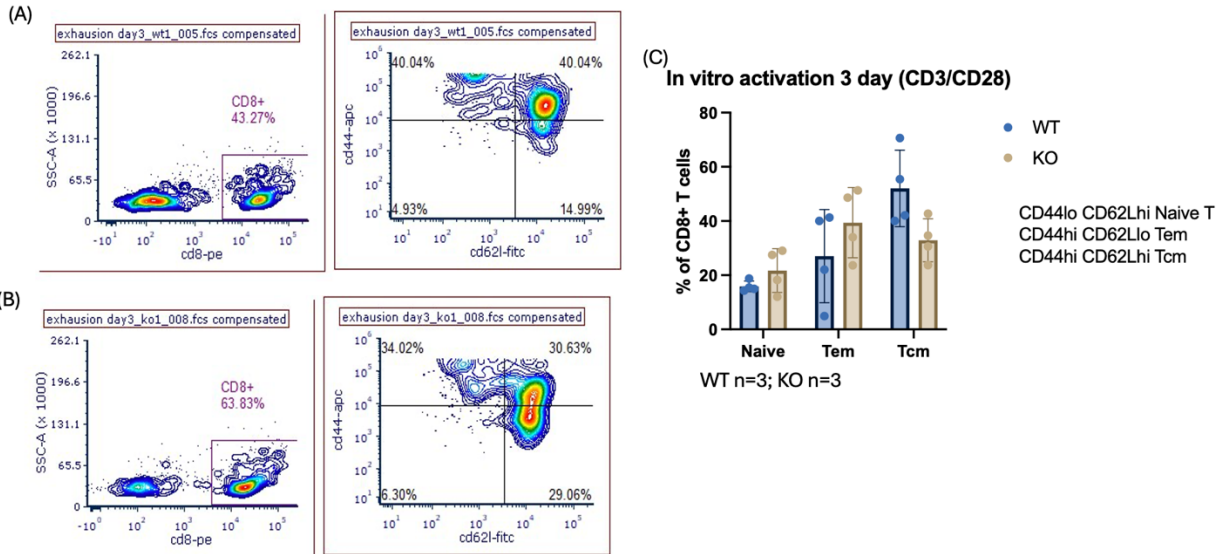 (A)
exhausion day3_wt1_005.fcs compensated
262.1
196.6
131.1
65.5
0
SSC-A (x 1000)
CD8+
43.27%
-10¹ 10² 10³ 10⁴ 10⁵
cd8-pe
exhausion day3_wt1_005.fcs compensated
10⁶
10⁵
10⁴
10³
10²
10¹
cd44-apc
40.04% 40.04%
4.93% 14.99%
10¹ 10² 10³ 10⁴ 10⁵
cd62l-fitc
(B)
exhausion day3_ko1_008.fcs compensated
262.1
196.6
131.1
65.5
0
SSC-A (x 1000)
CD8+
63.83%
-10⁰ 10² 10³ 10⁴ 10⁵
cd8-pe
exhausion day3_ko1_008.fcs compensated
10⁶
10⁵
10⁴
10³
10²
10¹
cd44-apc
34.02% 30.63%
6.30% 29.06%
10¹ 10² 10³ 10⁴ 10⁵
cd62l-fitc
(C)
In vitro activation 3 day (CD3/CD28)
80
60
40
20
0
% of CD8+ T cells
Naive Tem Tcm
WT
KO
CD44lo CD62Lhi Naive T
CD44hi CD62Llo Tem
CD44hi CD62Lhi Tcm
WT n=3; KO n=3